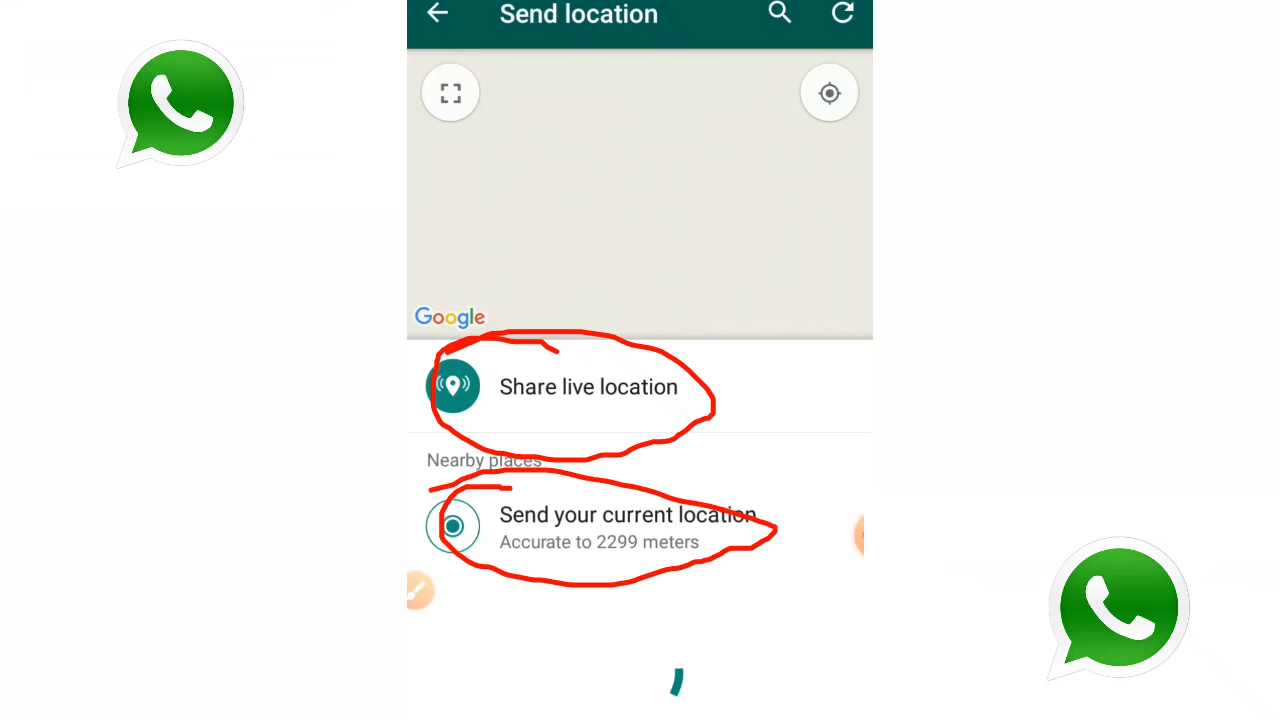 Send location
Google
Share live location
Nearby places
Send your current location
Accurate to 2299 meters